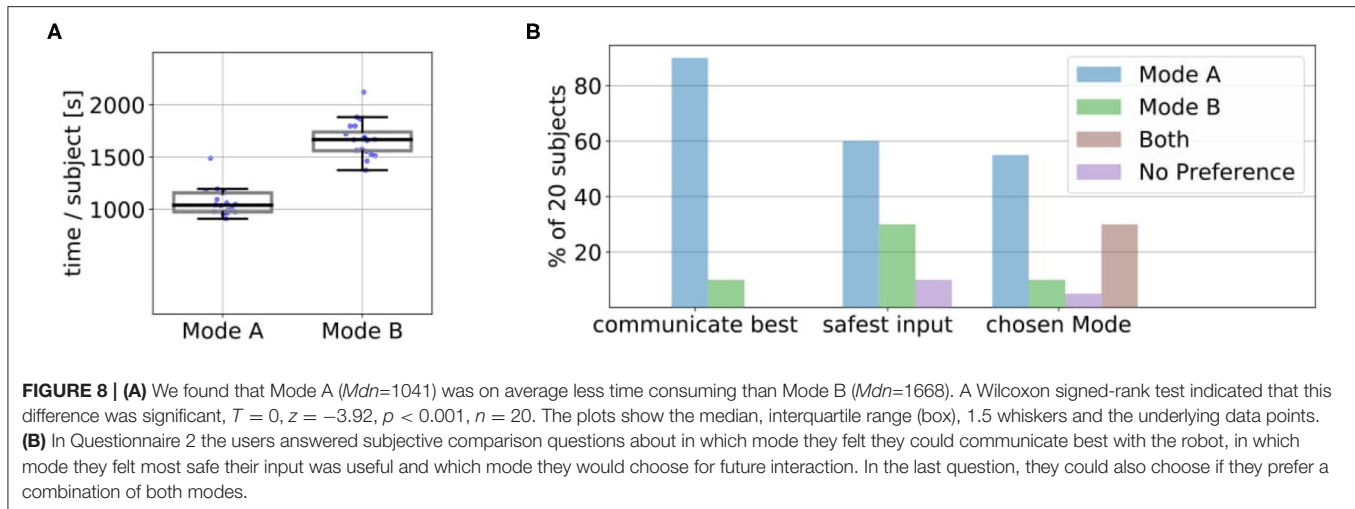 A
time / subject [s]
2000
1500
1000
Mode A
Mode B
B
% of 20 subjects
80
60
40
20
communicate best
safest input
chosen Mode
Mode A
Mode B
Both
No Preference
FIGURE 8 | (A) We found that Mode A (Mdn=1041) was on average less time consuming than Mode B (Mdn=1668). A Wilcoxon signed-rank test indicated that this
difference was significant, T = 0, z = −3.92, p < 0.001, n = 20. The plots show the median, interquartile range (box), 1.5 whiskers and the underlying data points.
(B) In Questionnaire 2 the users answered subjective comparison questions about in which mode they felt they could communicate best with the robot, in which
mode they felt most safe their input was useful and which mode they would choose for future interaction. In the last question, they could also choose if they prefer a
combination of both modes.